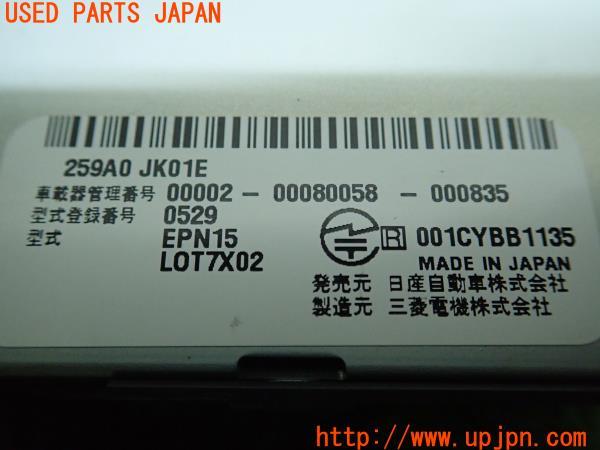 USED PARTS JAPAN
259A0 JK01E
車載器管理番号 00002 - 00080058 - 000835
型式登録番号 0529
型式 EPN15
LOT7X02
R 001CYBB1135
MADE IN JAPAN
発売元 日産自動車株式会社
製造元 三菱電機株式会社
UPJ http://www.upjpn.com